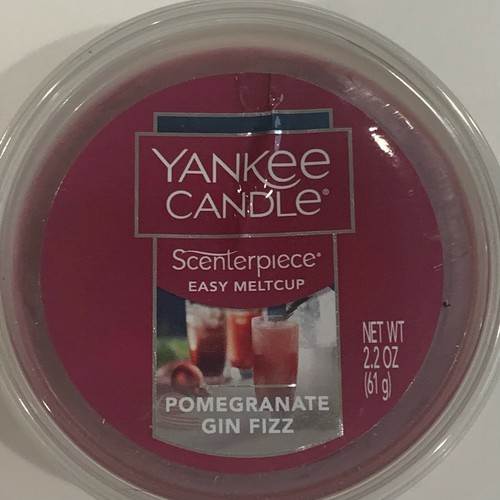 YANKEE
CANDLE®
Scenterpiece®
EASY MELTCUP
NET WT
2.2 OZ
(61 g)
POMEGRANATE
GIN FIZZ